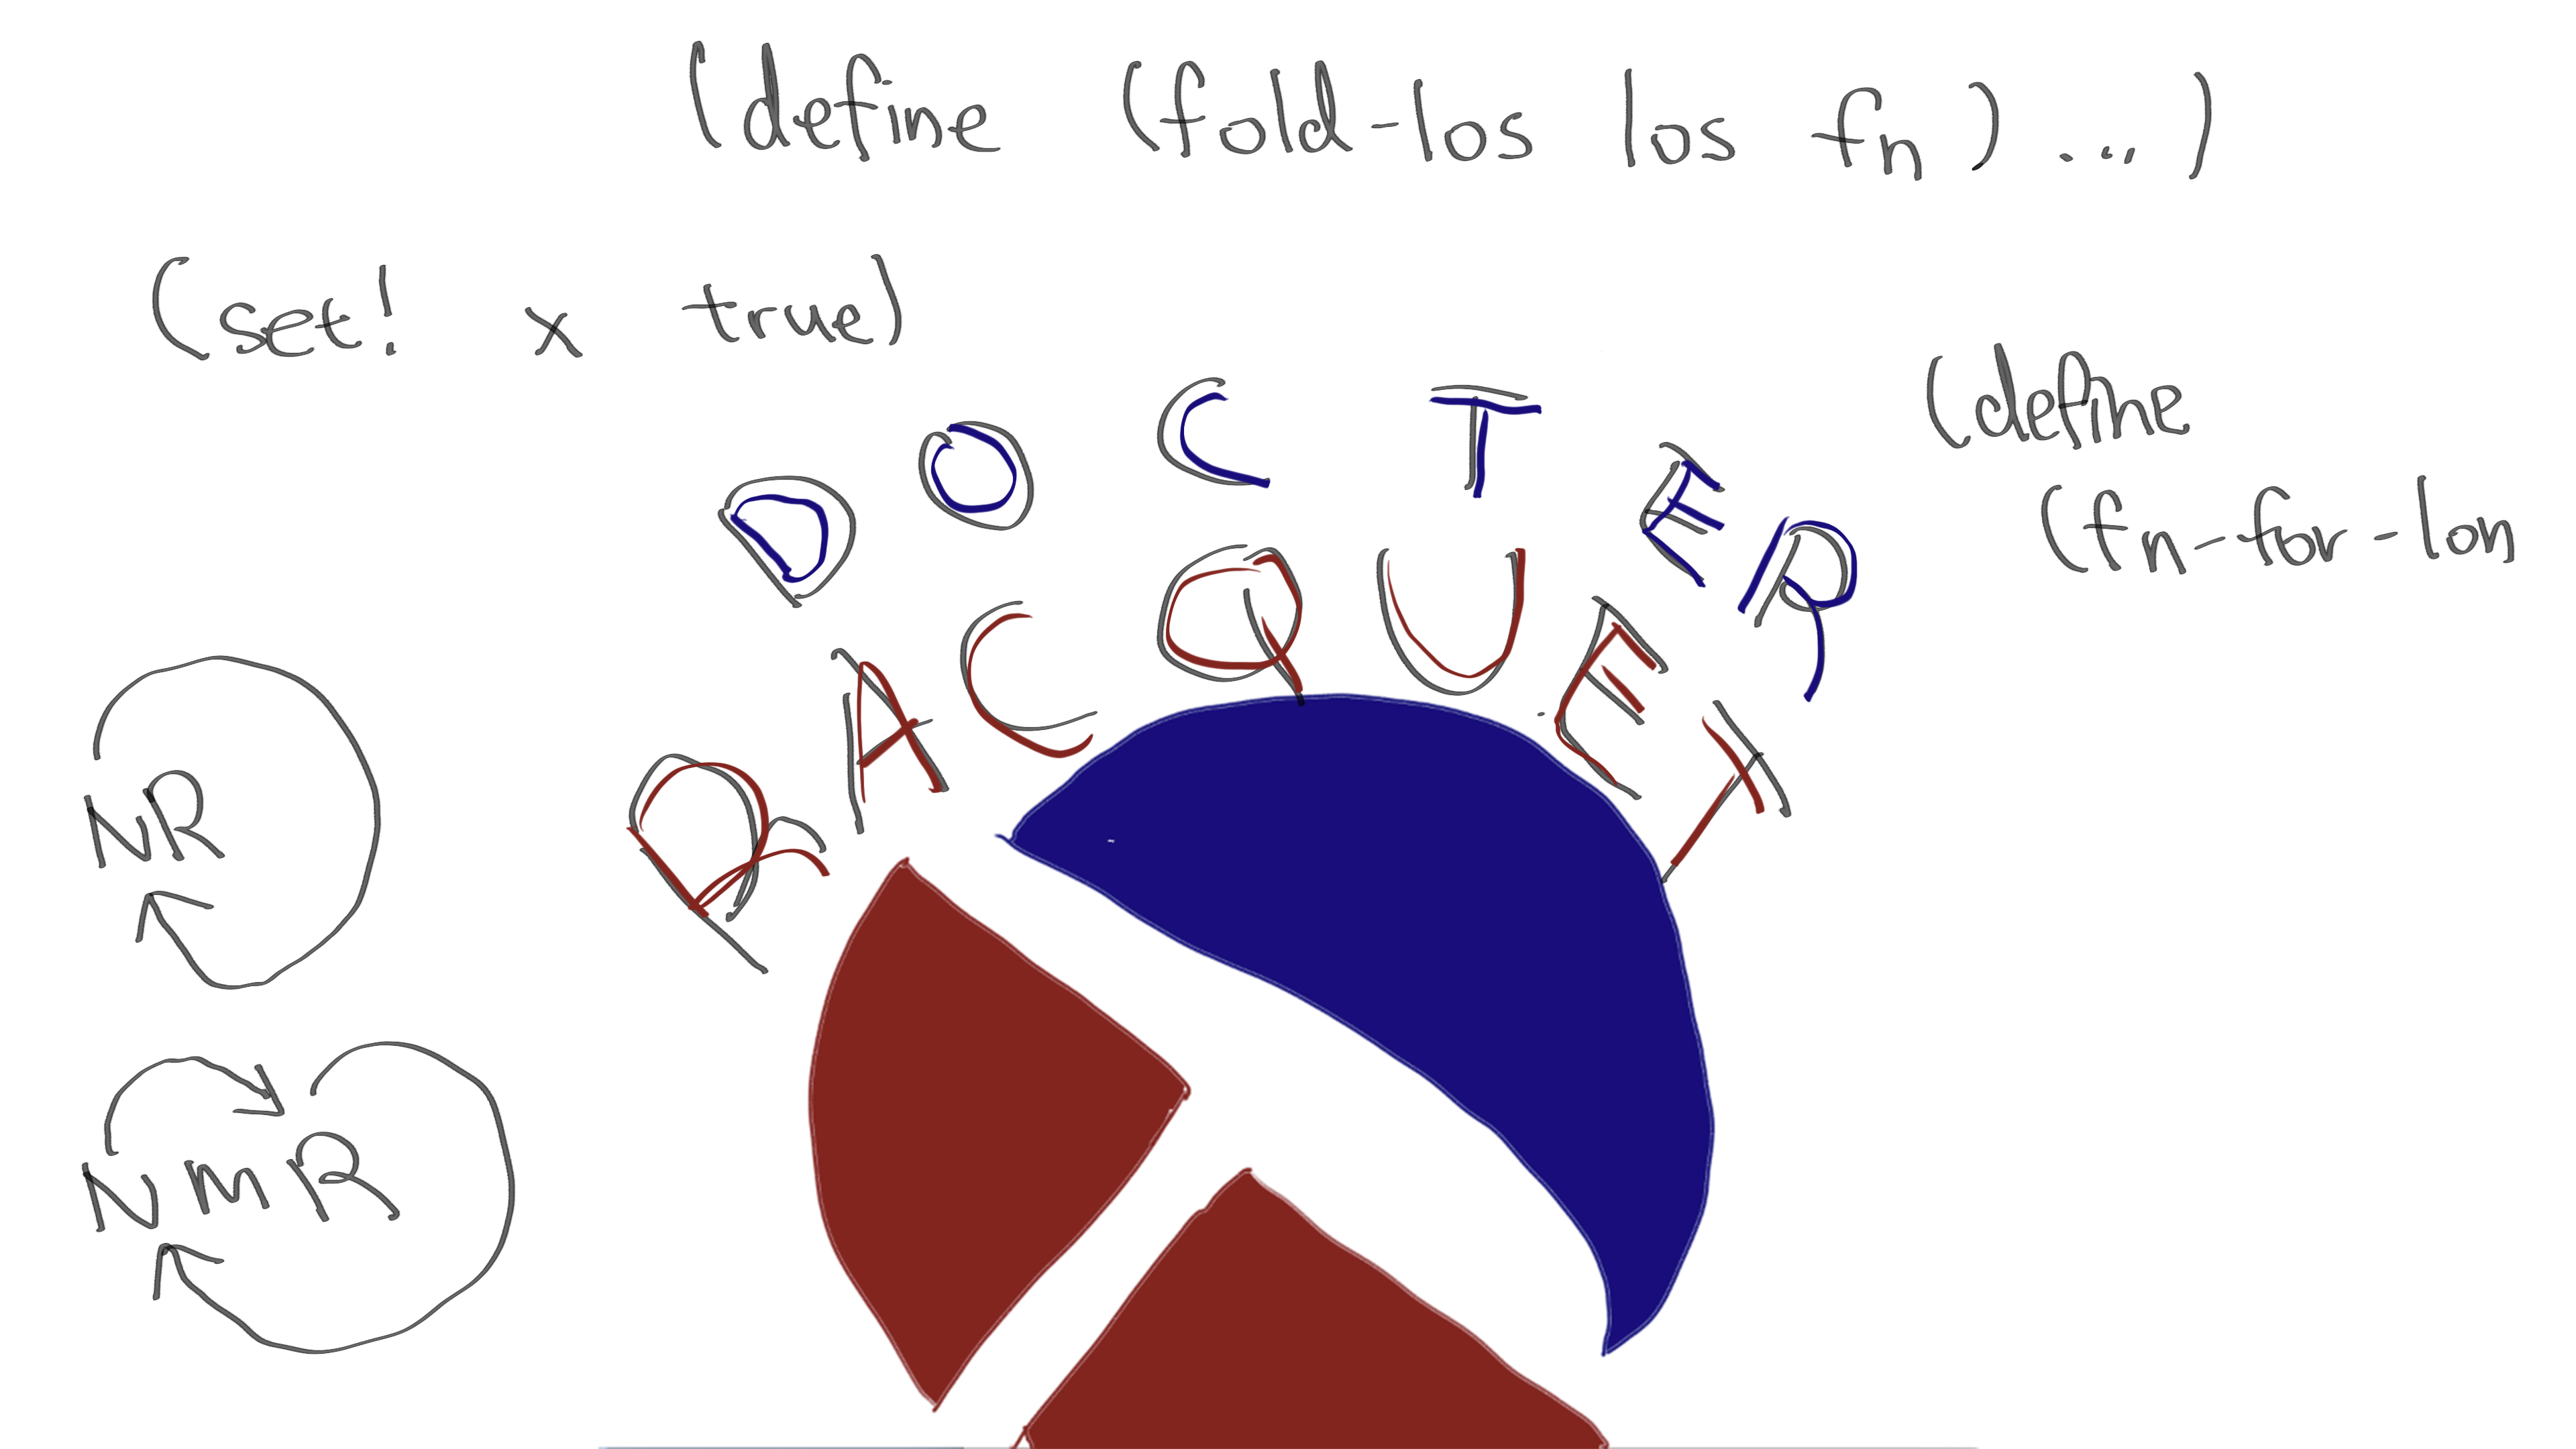 (define (fold-los los fn) ...)
(set! x true)
DOCTER
RACQUET
(define
(fn-for-lon
NR
NMR